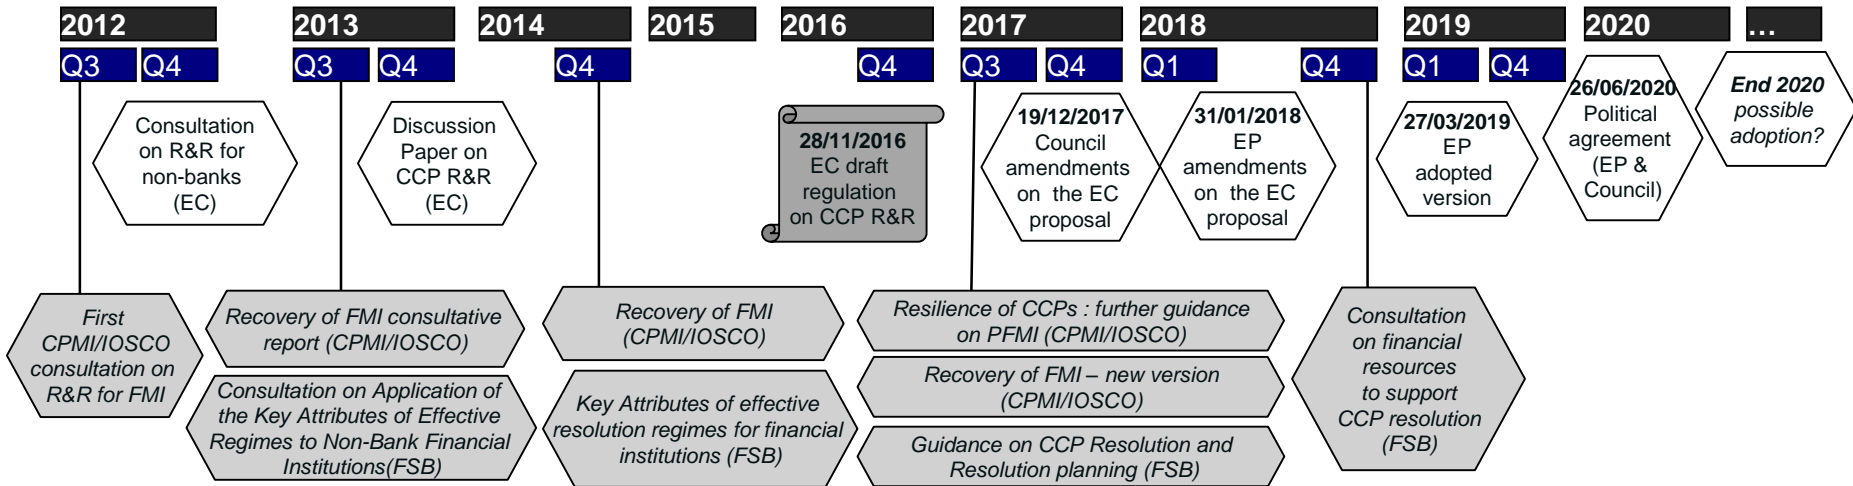 2012
2013
2014
2015
2016
2017
2018
2019
2020
...
Q3
Q4
Q3
Q4
Q4
Q4
Q3
Q4
Q1
Q4
Q1
Q4
Consultation
on R&R for
non-banks
(EC)
Discussion
Paper on
CCP R&R
(EC)
28/11/2016
EC draft
regulation
on CCP R&R
19/12/2017
Council
amendments
on the EC
proposal
31/01/2018
EP
amendments
on the EC
proposal
27/03/2019
EP
adopted
version
26/06/2020
Political
agreement
(EP &
Council)
End 2020
possible
adoption?
First
CPMI/IOSCO
consultation on
R&R for FMI
Recovery of FMI consultative
report (CPMI/IOSCO)
Consultation on Application of
the Key Attributes of Effective
Regimes to Non-Bank Financial
Institutions(FSB)
Recovery of FMI
(CPMI/IOSCO)
Key Attributes of effective
resolution regimes for financial
institutions (FSB)
Resilience of CCPs : further guidance
on PFMI (CPMI/IOSCO)
Recovery of FMI – new version
(CPMI/IOSCO)
Guidance on CCP Resolution and
Resolution planning (FSB)
Consultation
on financial
resources
to support
CCP resolution
(FSB)